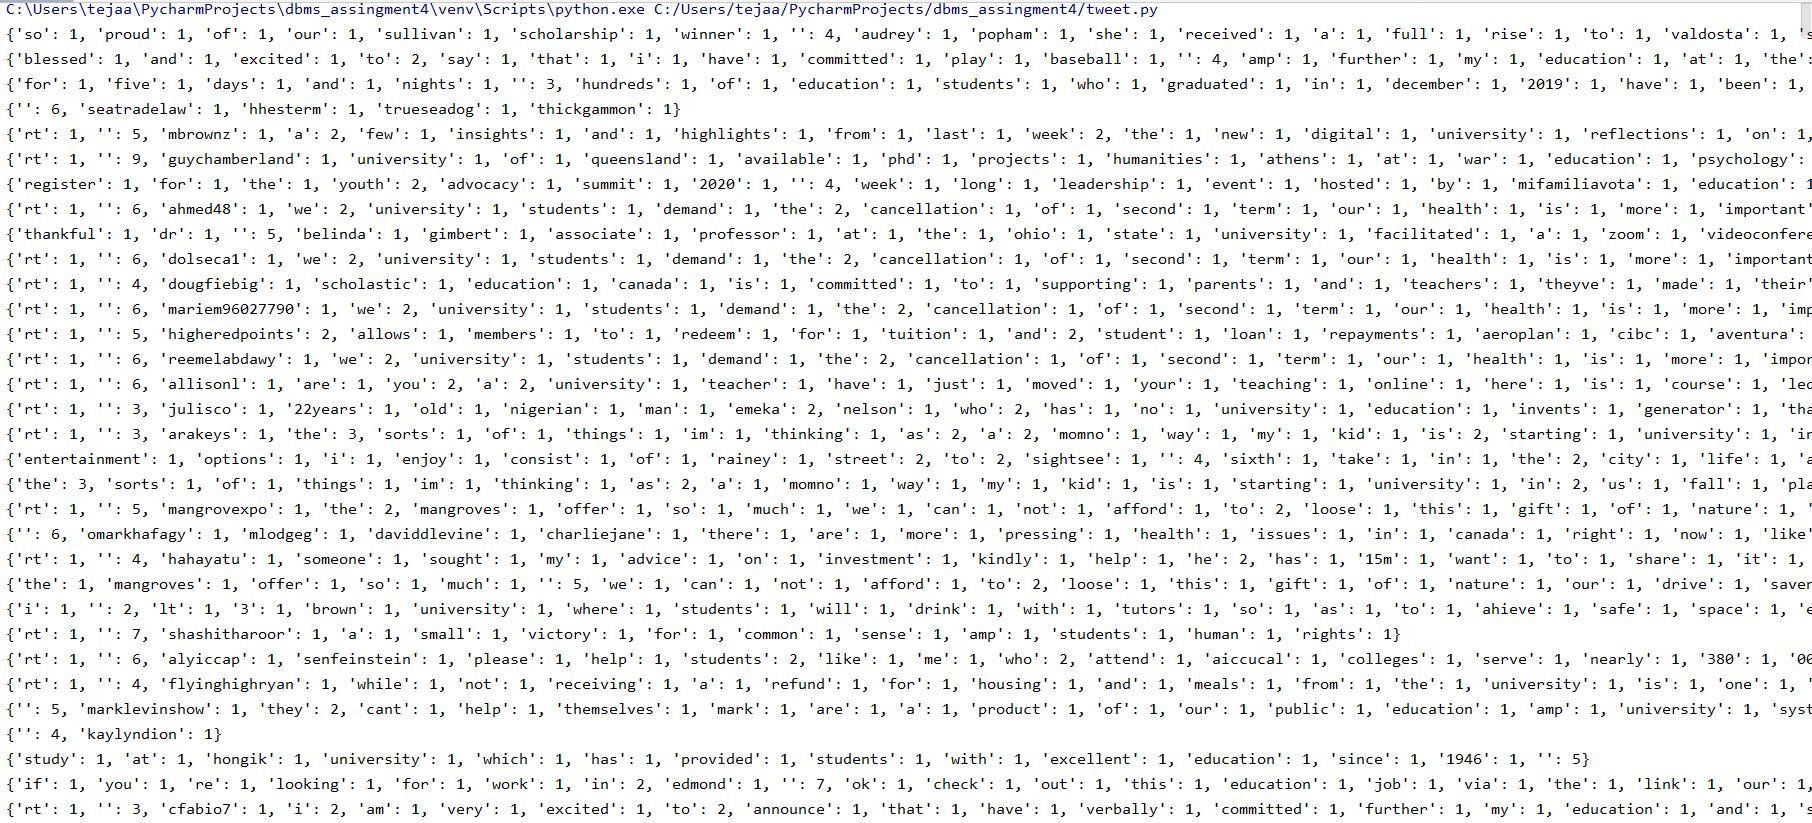 C:\Users\tejaa\PycharmProjects\dbms_assingment4\venv\Scripts\python.exe C:/Users/tejaa/PycharmProjects/dbms_assingment4/tweet.py
{'so': 1, 'proud': 1, 'of': 1, 'our': 1, 'sullivan': 1, 'scholarship': 1, 'winner': 1, '': 4, 'audrey': 1, 'popham': 1, 'she': 1, 'received': 1, 'a': 1, 'full': 1, 'rise': 1, 'to': 1, 'valdosta': 1, 's
{'blessed': 1, 'and': 1, 'excited': 1, 'to': 2, 'say': 1, 'that': 1, 'i': 1, 'have': 1, 'committed': 1, 'play': 1, 'baseball': 1, '': 4, 'amp': 1, 'further': 1, 'my': 1, 'education': 1, 'at': 1, 'the':
{'for': 1, 'five': 1, 'days': 1, 'and': 1, 'nights': 1, '': 3, 'hundreds': 1, 'of': 1, 'education': 1, 'students': 1, 'who': 1, 'graduated': 1, 'in': 1, 'december': 1, '2019': 1, 'have': 1, 'been': 1,
{'': 6, 'seatradelaw': 1, 'hhesterm': 1, 'trueseadog': 1, 'thickgammon': 1}
{'rt': 1, '': 5, 'mbrownz': 1, 'a': 2, 'few': 1, 'insights': 1, 'and': 1, 'highlights': 1, 'from': 1, 'last': 1, 'week': 2, 'the': 1, 'new': 1, 'digital': 1, 'university': 1, 'reflections': 1, 'on': 1,
{'rt': 1, '': 9, 'guychamberland': 1, 'university': 1, 'of': 1, 'queensland': 1, 'available': 1, 'phd': 1, 'projects': 1, 'humanities': 1, 'athens': 1, 'at': 1, 'war': 1, 'education': 1, 'psychology':
{'register': 1, 'for': 1, 'the': 1, 'youth': 2, 'advocacy': 1, 'summit': 1, '2020': 1, '': 4, 'week': 1, 'long': 1, 'leadership': 1, 'event': 1, 'hosted': 1, 'by': 1, 'mifamiliavota': 1, 'education': 1
{'rt': 1, '': 6, 'ahmed48': 1, 'we': 2, 'university': 1, 'students': 1, 'demand': 1, 'the': 2, 'cancellation': 1, 'of': 1, 'second': 1, 'term': 1, 'our': 1, 'health': 1, 'is': 1, 'more': 1, 'important'
{'thankful': 1, 'dr': 1, '': 5, 'belinda': 1, 'gimbert': 1, 'associate': 1, 'professor': 1, 'at': 1, 'the': 1, 'ohio': 1, 'state': 1, 'university': 1, 'facilitated': 1, 'a': 1, 'zoom': 1, 'videoconfere
{'rt': 1, '': 6, 'dolseca1': 1, 'we': 2, 'university': 1, 'students': 1, 'demand': 1, 'the': 2, 'cancellation': 1, 'of': 1, 'second': 1, 'term': 1, 'our': 1, 'health': 1, 'is': 1, 'more': 1, 'important
{'rt': 1, '': 4, 'dougfiebig': 1, 'scholastic': 1, 'education': 1, 'canada': 1, 'is': 1, 'committed': 1, 'to': 1, 'supporting': 1, 'parents': 1, 'and': 1, 'teachers': 1, 'theyve': 1, 'made': 1, 'their'
{'rt': 1, '': 6, 'mariem96027790': 1, 'we': 2, 'university': 1, 'students': 1, 'demand': 1, 'the': 2, 'cancellation': 1, 'of': 1, 'second': 1, 'term': 1, 'our': 1, 'health': 1, 'is': 1, 'more': 1, 'imp
{'rt': 1, '': 5, 'higheredpoints': 2, 'allows': 1, 'members': 1, 'to': 1, 'redeem': 1, 'for': 1, 'tuition': 1, 'and': 2, 'student': 1, 'loan': 1, 'repayments': 1, 'aeroplan': 1, 'cibc': 1, 'aventura':
{'rt': 1, '': 6, 'reemelabdawy': 1, 'we': 2, 'university': 1, 'students': 1, 'demand': 1, 'the': 2, 'cancellation': 1, 'of': 1, 'second': 1, 'term': 1, 'our': 1, 'health': 1, 'is': 1, 'more': 1, 'impor
{'rt': 1, '': 6, 'allisonl': 1, 'are': 1, 'you': 2, 'a': 2, 'university': 1, 'teacher': 1, 'have': 1, 'just': 1, 'moved': 1, 'your': 1, 'teaching': 1, 'online': 1, 'here': 1, 'is': 1, 'course': 1, 'led
{'rt': 1, '': 3, 'julisco': 1, '22years': 1, 'old': 1, 'nigerian': 1, 'man': 1, 'emeka': 2, 'nelson': 1, 'who': 2, 'has': 1, 'no': 1, 'university': 1, 'education': 1, 'invents': 1, 'generator': 1, 'tha
{'rt': 1, '': 3, 'arakeys': 1, 'the': 3, 'sorts': 1, 'of': 1, 'things': 1, 'im': 1, 'thinking': 1, 'as': 2, 'a': 2, 'momno': 1, 'way': 1, 'my': 1, 'kid': 1, 'is': 2, 'starting': 1, 'university': 1, 'in
{'entertainment': 1, 'options': 1, 'i': 1, 'enjoy': 1, 'consist': 1, 'of': 1, 'rainey': 1, 'street': 2, 'to': 2, 'sightsee': 1, '': 4, 'sixth': 1, 'take': 1, 'in': 1, 'the': 2, 'city': 1, 'life': 1, 'a
{'the': 3, 'sorts': 1, 'of': 1, 'things': 1, 'im': 1, 'thinking': 1, 'as': 2, 'a': 1, 'momno': 1, 'way': 1, 'my': 1, 'kid': 1, 'is': 1, 'starting': 1, 'university': 1, 'in': 2, 'us': 1, 'fall': 1, 'pla
{'rt': 1, '': 5, 'mangrovexpo': 1, 'the': 2, 'mangroves': 1, 'offer': 1, 'so': 1, 'much': 1, 'we': 1, 'can': 1, 'not': 1, 'afford': 1, 'to': 2, 'loose': 1, 'this': 1, 'gift': 1, 'of': 1, 'nature': 1, '
{'': 6, 'omarkhafagy': 1, 'mlodgeg': 1, 'daviddlevine': 1, 'charliejane': 1, 'there': 1, 'are': 1, 'more': 1, 'pressing': 1, 'health': 1, 'issues': 1, 'in': 1, 'canada': 1, 'right': 1, 'now': 1, 'like'
{'rt': 1, '': 4, 'hahayatu': 1, 'someone': 1, 'sought': 1, 'my': 1, 'advice': 1, 'on': 1, 'investment': 1, 'kindly': 1, 'help': 1, 'he': 2, 'has': 1, '15m': 1, 'want': 1, 'to': 1, 'share': 1, 'it': 1,
{'the': 1, 'mangroves': 1, 'offer': 1, 'so': 1, 'much': 1, '': 5, 'we': 1, 'can': 1, 'not': 1, 'afford': 1, 'to': 2, 'loose': 1, 'this': 1, 'gift': 1, 'of': 1, 'nature': 1, 'our': 1, 'drive': 1, 'saven
{'i': 1, '': 2, 'lt': 1, '3': 1, 'brown': 1, 'university': 1, 'where': 1, 'students': 1, 'will': 1, 'drink': 1, 'with': 1, 'tutors': 1, 'so': 1, 'as': 1, 'to': 1, 'ahieve': 1, 'safe': 1, 'space': 1, 'e
{'rt': 1, '': 7, 'shashitharoor': 1, 'a': 1, 'small': 1, 'victory': 1, 'for': 1, 'common': 1, 'sense': 1, 'amp': 1, 'students': 1, 'human': 1, 'rights': 1}
{'rt': 1, '': 6, 'alyiccap': 1, 'senfeinstein': 1, 'please': 1, 'help': 1, 'students': 2, 'like': 1, 'me': 1, 'who': 2, 'attend': 1, 'aiccucal': 1, 'colleges': 1, 'serve': 1, 'nearly': 1, '380': 1, '00
{'rt': 1, '': 4, 'flyinghighryan': 1, 'while': 1, 'not': 1, 'receiving': 1, 'a': 1, 'refund': 1, 'for': 1, 'housing': 1, 'and': 1, 'meals': 1, 'from': 1, 'the': 1, 'university': 1, 'is': 1, 'one': 1, '
{'': 5, 'marklevinshow': 1, 'they': 2, 'cant': 1, 'help': 1, 'themselves': 1, 'mark': 1, 'are': 1, 'a': 1, 'product': 1, 'of': 1, 'our': 1, 'public': 1, 'education': 1, 'amp': 1, 'university': 1, 'syst
{'': 4, 'kaylyndion': 1}
{'study': 1, 'at': 1, 'hongik': 1, 'university': 1, 'which': 1, 'has': 1, 'provided': 1, 'students': 1, 'with': 1, 'excellent': 1, 'education': 1, 'since': 1, '1946': 1, '': 5}
{'if': 1, 'you': 1, 're': 1, 'looking': 1, 'for': 1, 'work': 1, 'in': 2, 'edmond': 1, '': 7, 'ok': 1, 'check': 1, 'out': 1, 'this': 1, 'education': 1, 'job': 1, 'via': 1, 'the': 1, 'link': 1, 'our': 1,
{'rt': 1, '': 3, 'cfabio7': 1, 'i': 2, 'am': 1, 'very': 1, 'excited': 1, 'to': 2, 'announce': 1, 'that': 1, 'have': 1, 'verbally': 1, 'committed': 1, 'further': 1, 'my': 1, 'education': 1, 'and': 1, 's